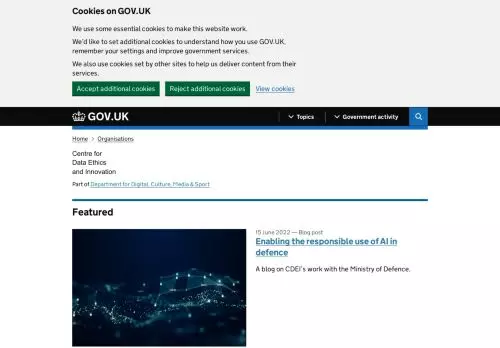 Cookies on GOV.UK
We use some essential cookies to make this website work.
We'd like to set additional cookies to understand how you use GOV.UK,
remember your settings and improve government services.
We also use cookies set by other sites to help us deliver content from their
services.
Accept additional cookies Reject additional cookies View cookies
GOV.UK Topics Government activity
Home > Organisations
Centre for
Data Ethics
and Innovation
Part of Department for Digital, Culture, Media & Sport
Featured
15 June 2022 — Blog post
Enabling the responsible use of AI in
defence
A blog on CDEI's work with the Ministry of Defence.